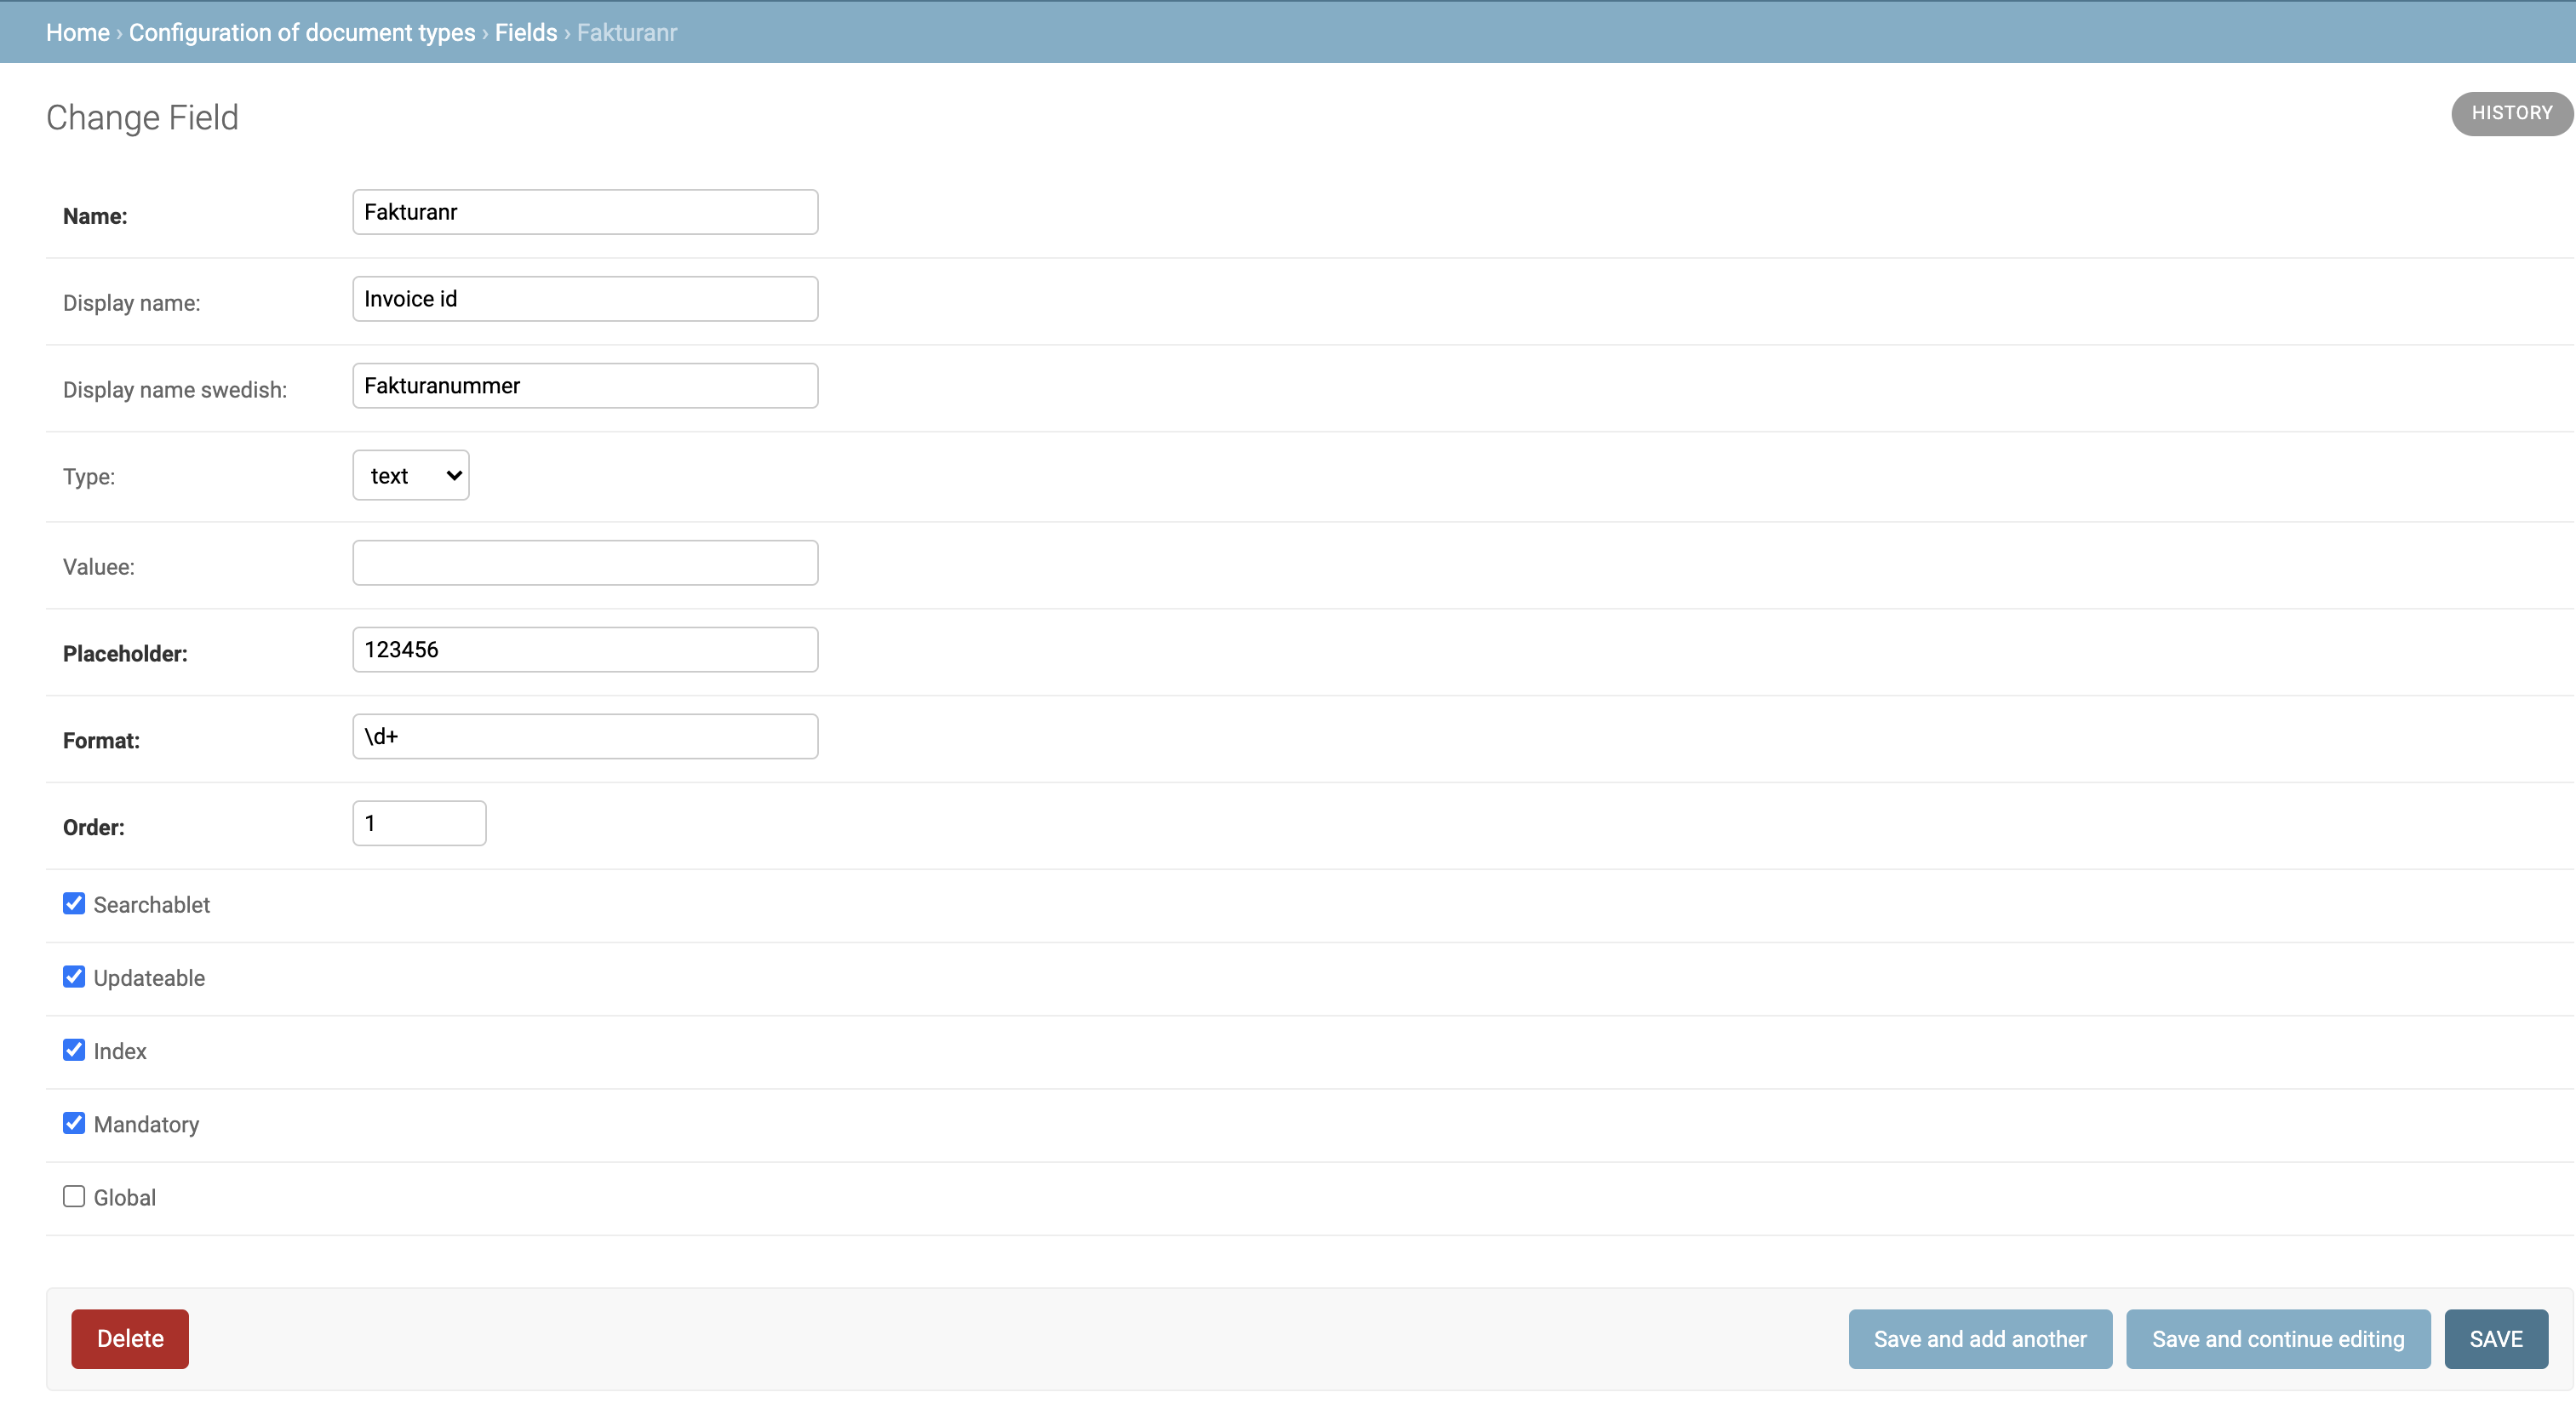 Home › Configuration of document types › Fields › Fakturanr
Change Field
HISTORY
Name: Fakturanr
Display name: Invoice id
Display name swedish: Fakturanummer
Type: text
Valuee:
Placeholder: 123456
Format: \d+
Order: 1
Searchablet
Updateable
Index
Mandatory
Global
Delete Save and add another Save and continue editing SAVE